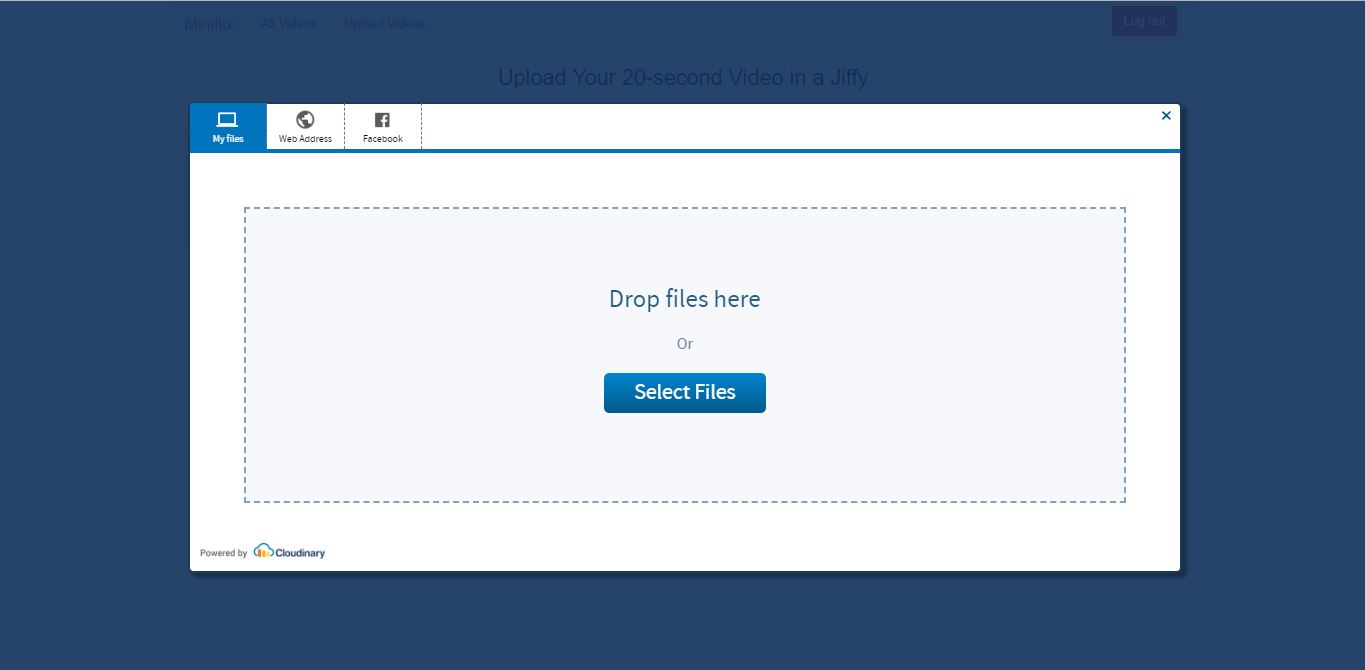 Miniflix All Videos Upload Videos Log out
Upload Your 20-second Video in a Jiffy
My files Web Address Facebook
Drop files here
Or
Select Files
Powered by Cloudinary